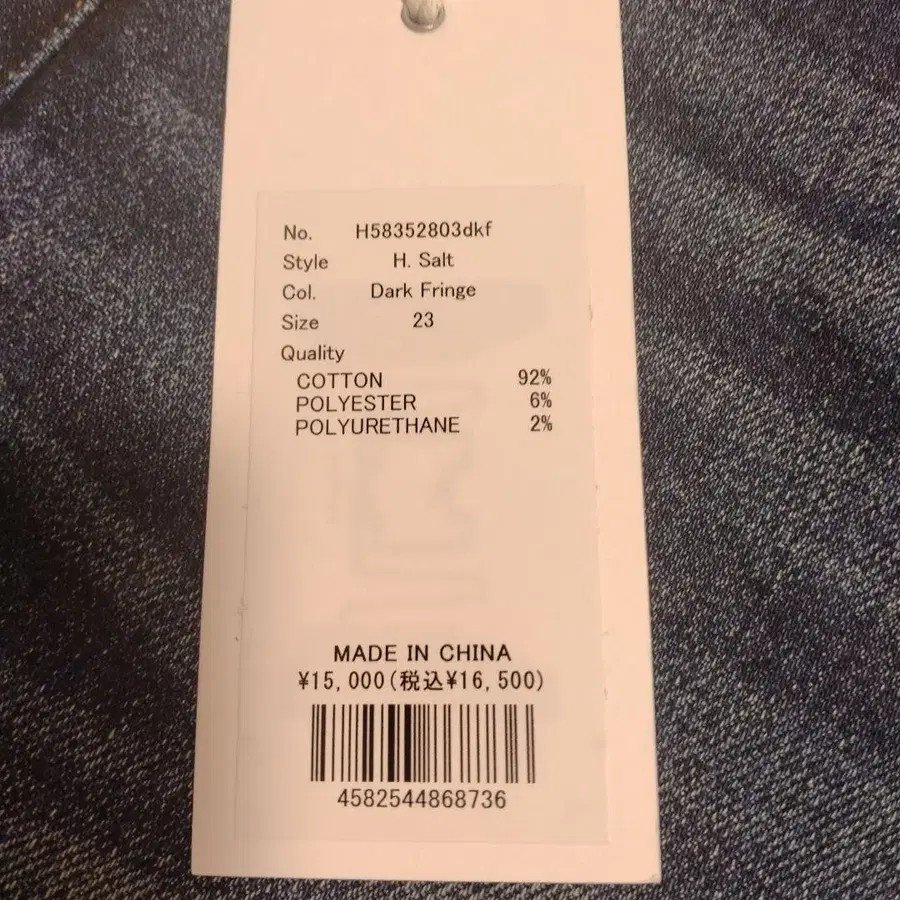 No. H58352803dkf
Style H. Salt
Col. Dark Fringe
Size 23
Quality
COTTON 92%
POLYESTER 6%
POLYURETHANE 2%
MADE IN CHINA
¥15,000(税込¥16,500)
4582544868736